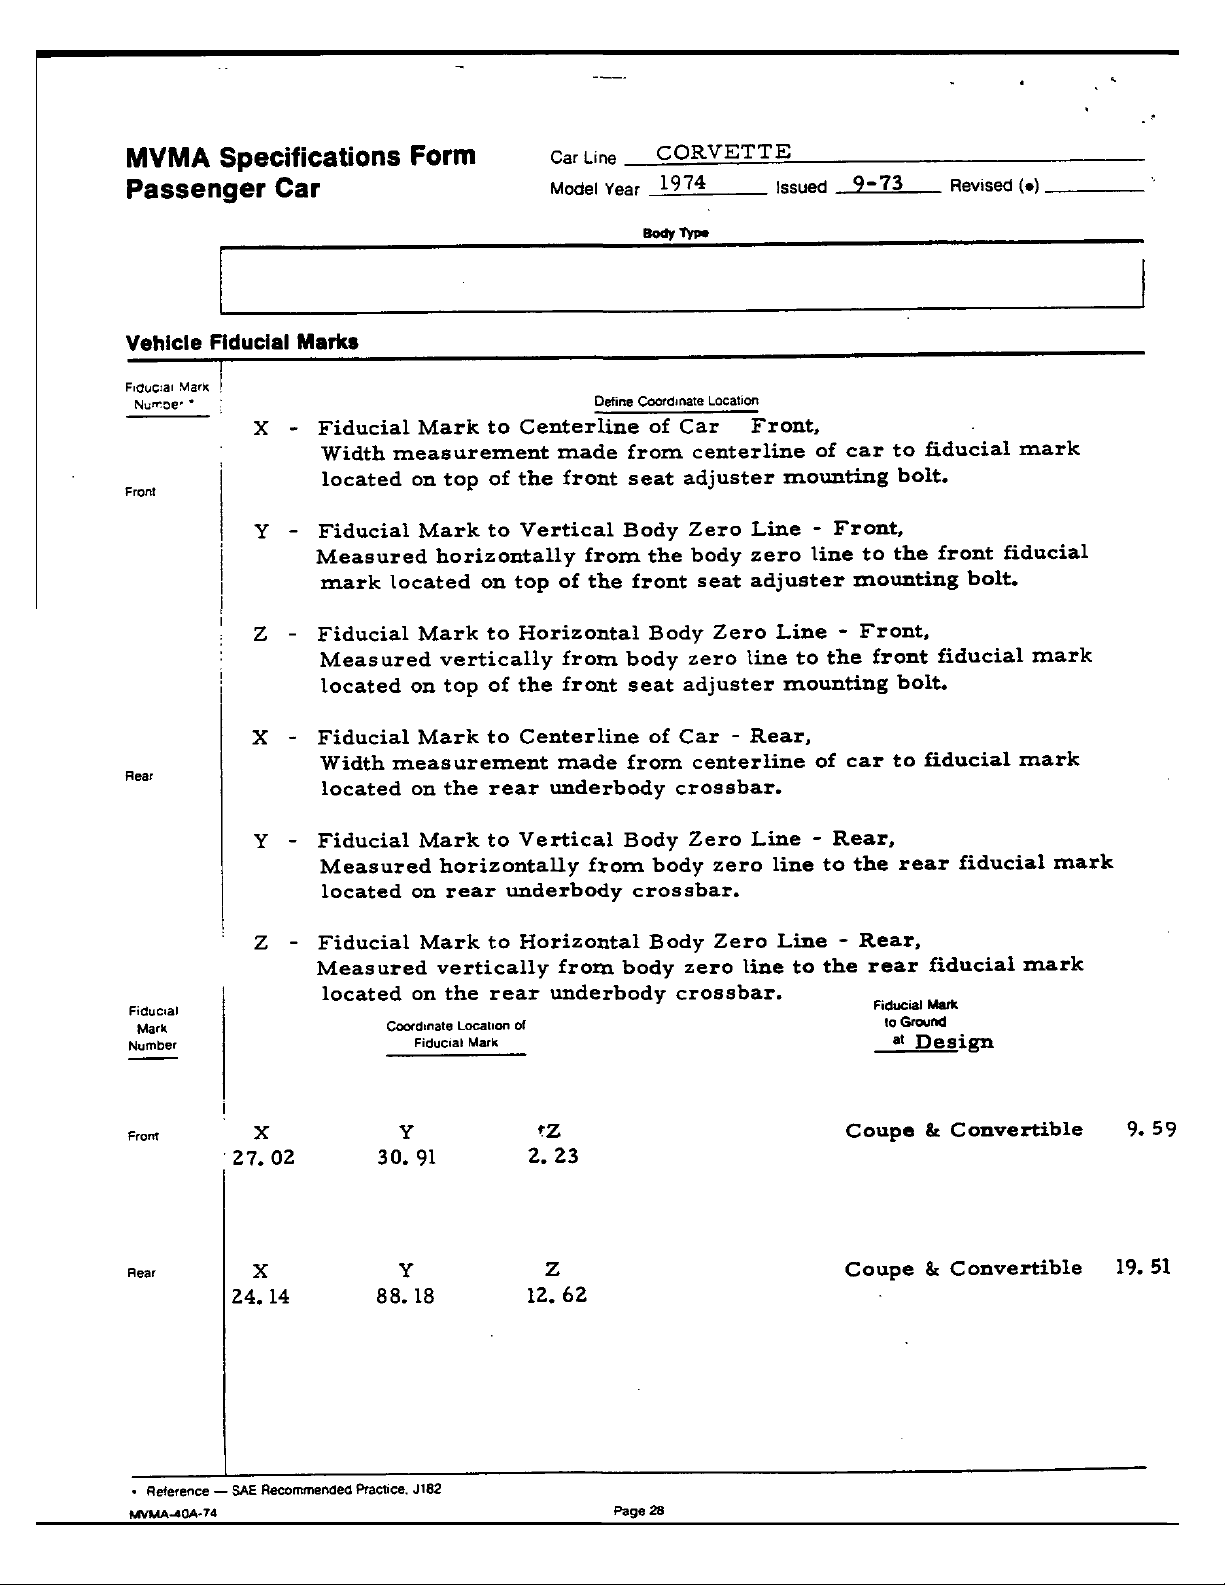 MVMA Specifications Form
Passenger Car
Car Line CORVETTE
Model Year 1974 Issued 9-73 Revised (•)
Body Type
Vehicle Fiducial Marks
Fiducial Mark
Number *
Define Coordinate Location
Front
X - Fiducial Mark to Centerline of Car Front,
Width measurement made from centerline of car to fiducial mark
located on top of the front seat adjuster mounting bolt.
Y - Fiducial Mark to Vertical Body Zero Line - Front,
Measured horizontally from the body zero line to the front fiducial
mark located on top of the front seat adjuster mounting bolt.
Z - Fiducial Mark to Horizontal Body Zero Line - Front,
Measured vertically from body zero line to the front fiducial mark
located on top of the front seat adjuster mounting bolt.
Rear
X - Fiducial Mark to Centerline of Car - Rear,
Width measurement made from centerline of car to fiducial mark
located on the rear underbody crossbar.
Y - Fiducial Mark to Vertical Body Zero Line - Rear,
Measured horizontally from body zero line to the rear fiducial mark
located on rear underbody crossbar.
Z - Fiducial Mark to Horizontal Body Zero Line - Rear,
Measured vertically from body zero line to the rear fiducial mark
located on the rear underbody crossbar.
Fiducial
Mark
Number
Coordinate Location of
Fiducial Mark
Fiducial Mark
to Ground
at Design
Front X Y Z Coupe & Convertible 9.59
27.02 30.91 2.23
Rear X Y Z Coupe & Convertible 19.51
24.14 88.18 12.62
• Reference — SAE Recommended Practice, J182
MVMA-40A-74 Page 28